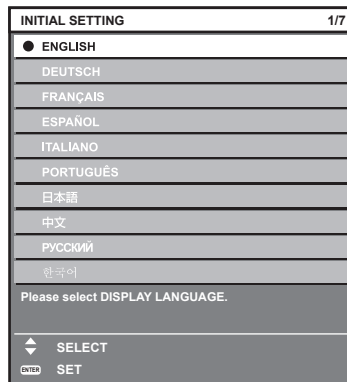 INITIAL SETTING 1/7
ENGLISH
DEUTSCH
FRANÇAIS
ESPAÑOL
ITALIANO
PORTUGUÊS
日本語
中文
РУССКИЙ
한국어
Please select DISPLAY LANGUAGE.
SELECT
ENTER SET